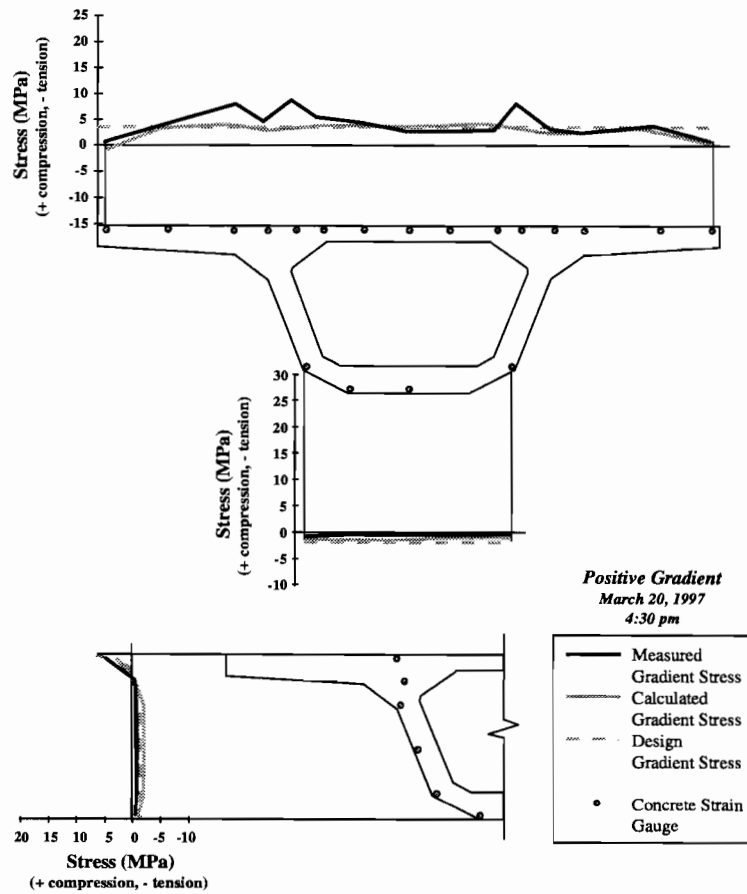 25
20
15
10
5
0
-5
-10
-15
Stress (MPa)
(+ compression, - tension)
30
25
20
15
10
5
0
-5
-10
Stress (MPa)
(+ compression, - tension)
Positive Gradient
March 20, 1997
4:30 pm
Measured
Gradient Stress
Calculated
Gradient Stress
Design
Gradient Stress
Concrete Strain
Gauge
20 15 10 5 0 -5 -10
Stress (MPa)
(+ compression, - tension)